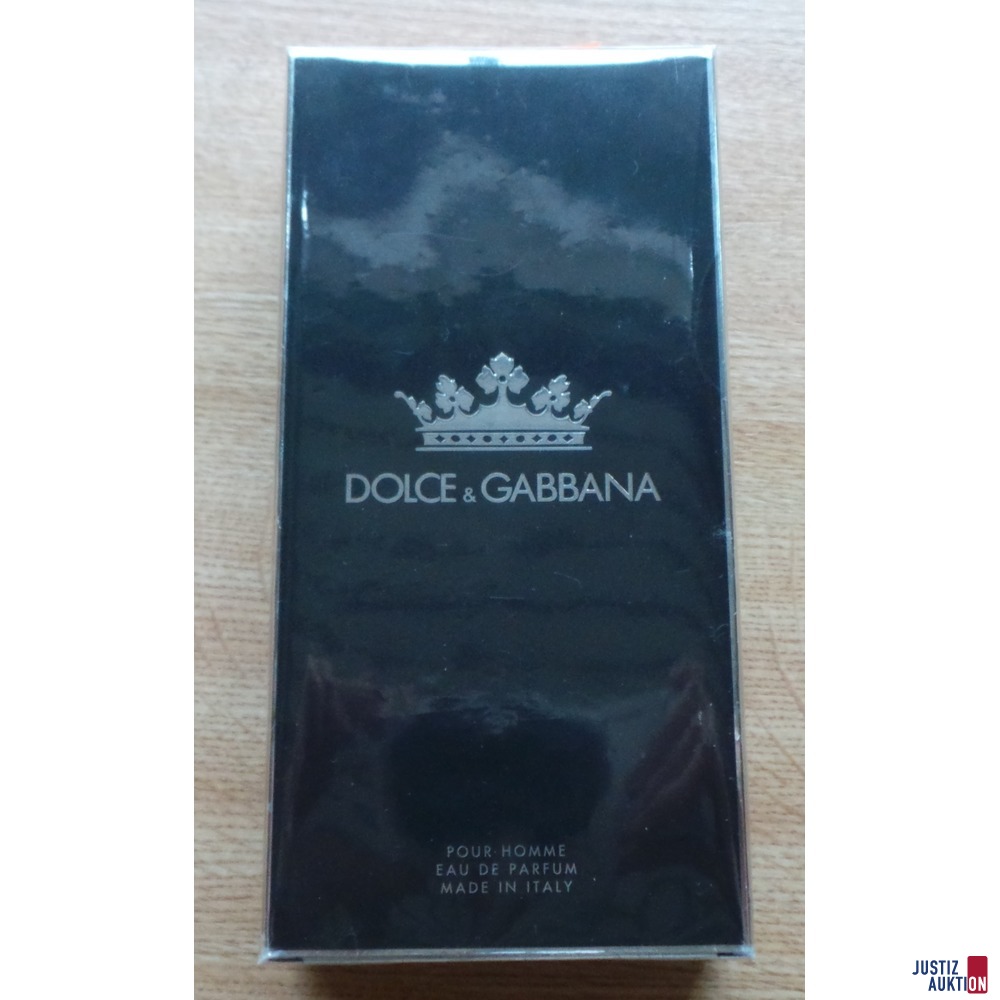 DOLCE & GABBANA
POUR HOMME
EAU DE PARFUM
MADE IN ITALY
JUSTIZ
AUKTION